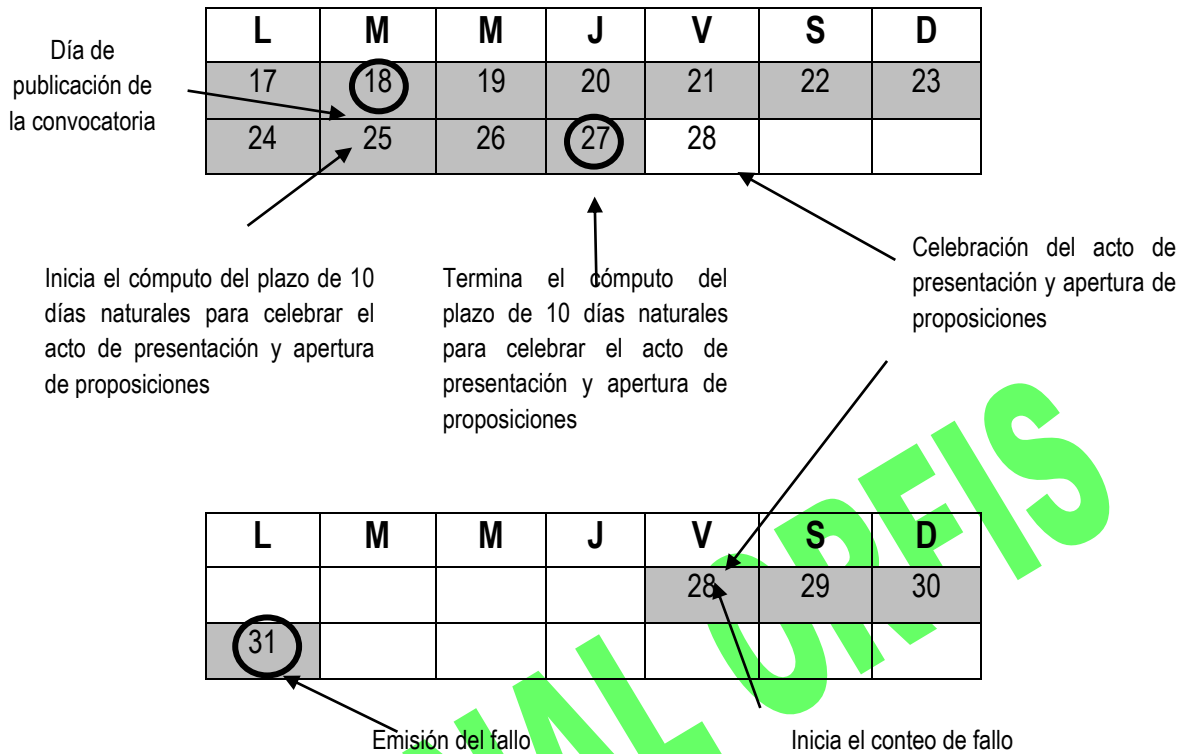 Día de
publicación de
la convocatoria
L M M J V S D
17 18 19 20 21 22 23
24 25 26 27 28
Inicia el cómputo del plazo de 10
días naturales para celebrar el
acto de presentación y apertura
de proposiciones
Termina el cómputo del
plazo de 10 días naturales
para celebrar el acto de
presentación y apertura de
proposiciones
Celebración del acto de
presentación y apertura de
proposiciones
L M M J V S D
28 29 30
31
Emisión del fallo
Inicia el conteo de fallo
ORFIS